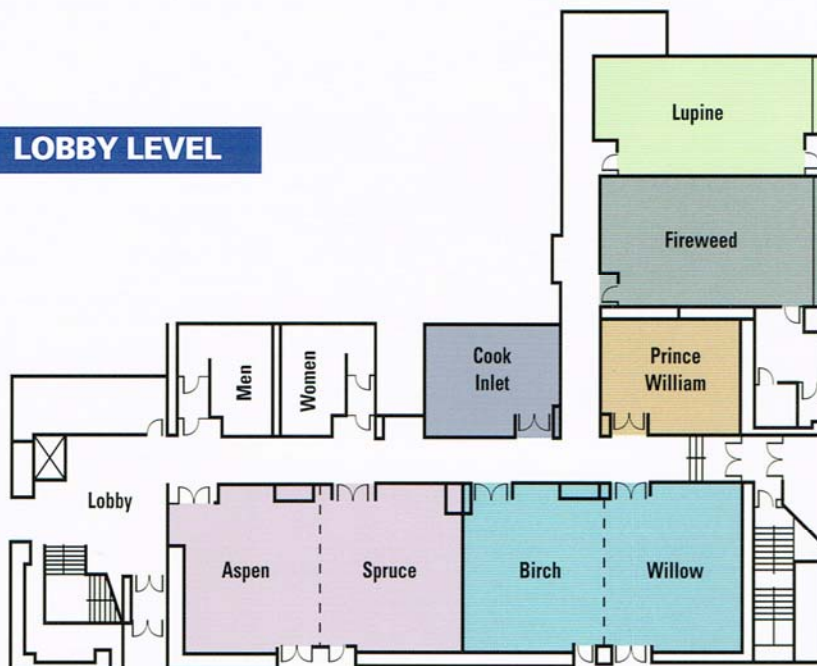 LOBBY LEVEL
Lupine
Fireweed
Men
Women
Cook
Inlet
Prince
William
Lobby
Aspen
Spruce
Birch
Willow